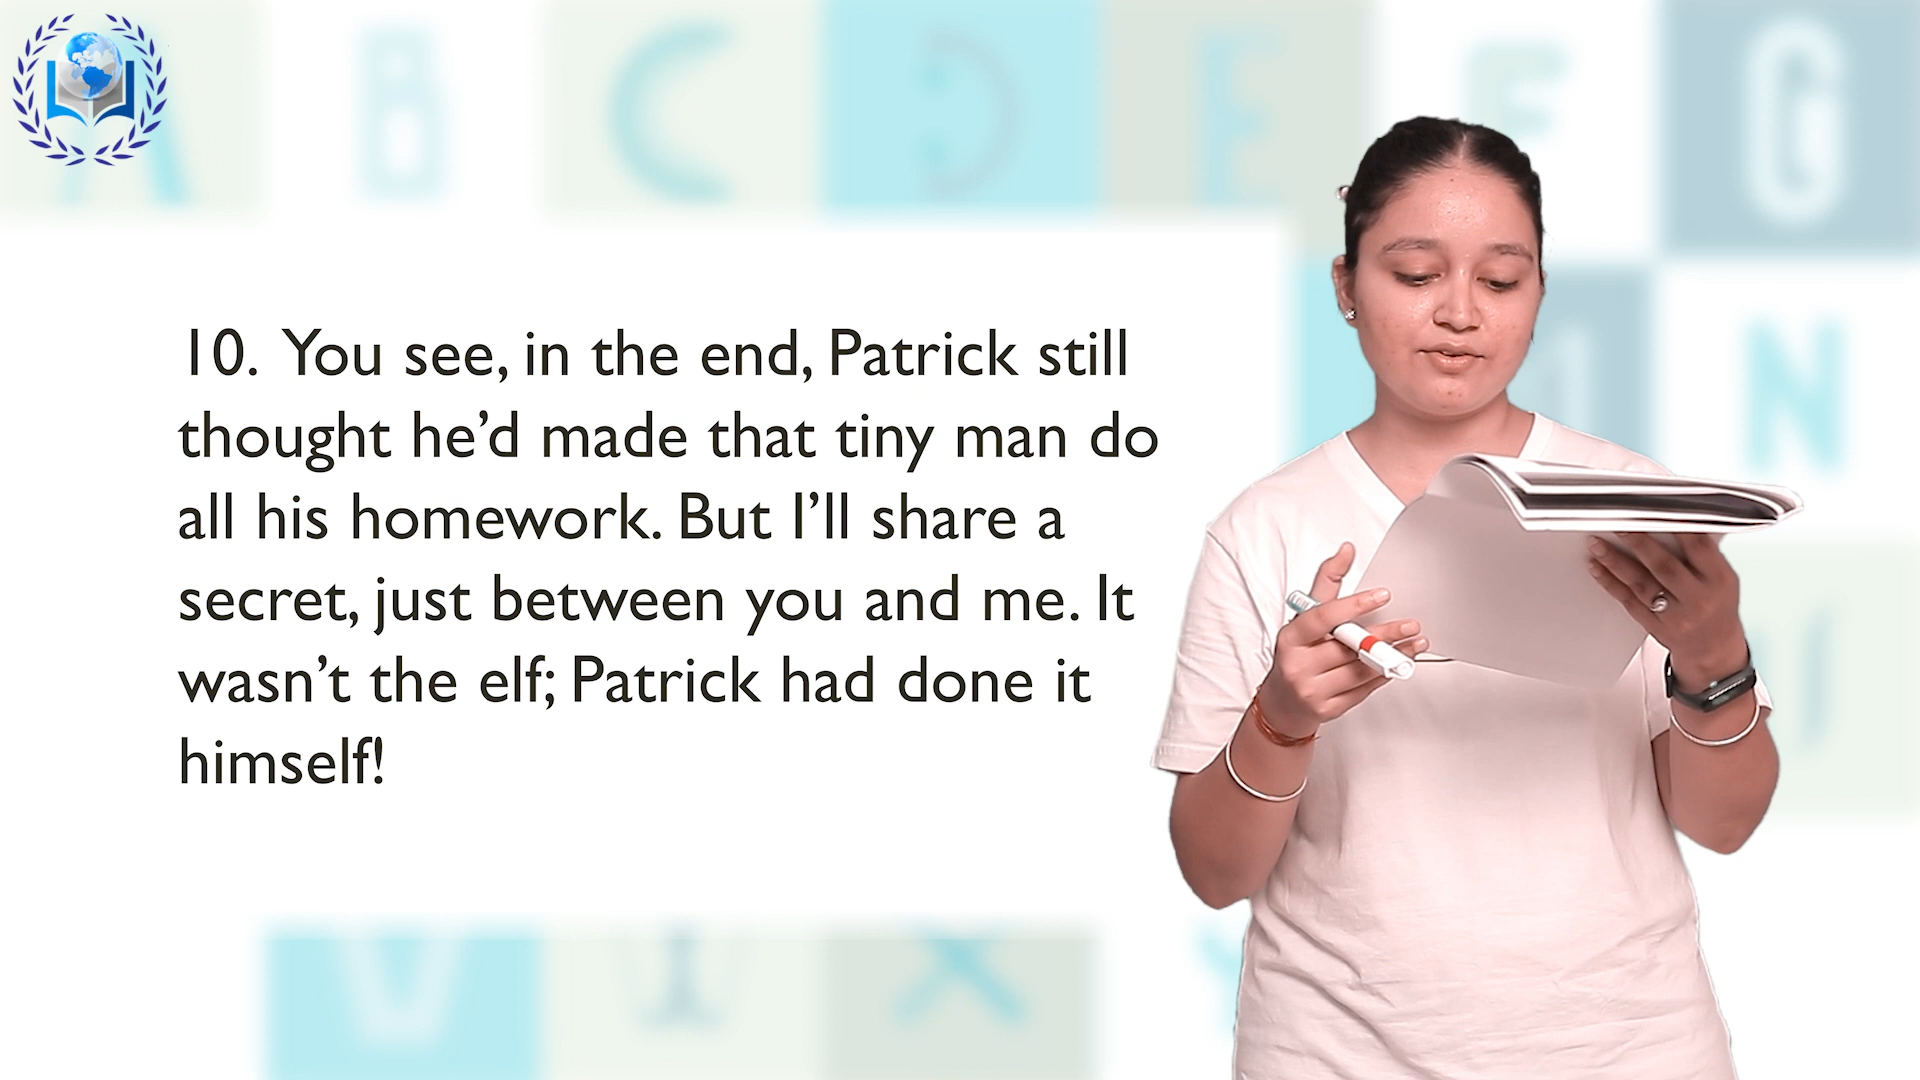 A B C D E F G
10. You see, in the end, Patrick still
thought he’d made that tiny man do
all his homework. But I’ll share a
secret, just between you and me. It
wasn’t the elf; Patrick had done it
himself!
N
V
X